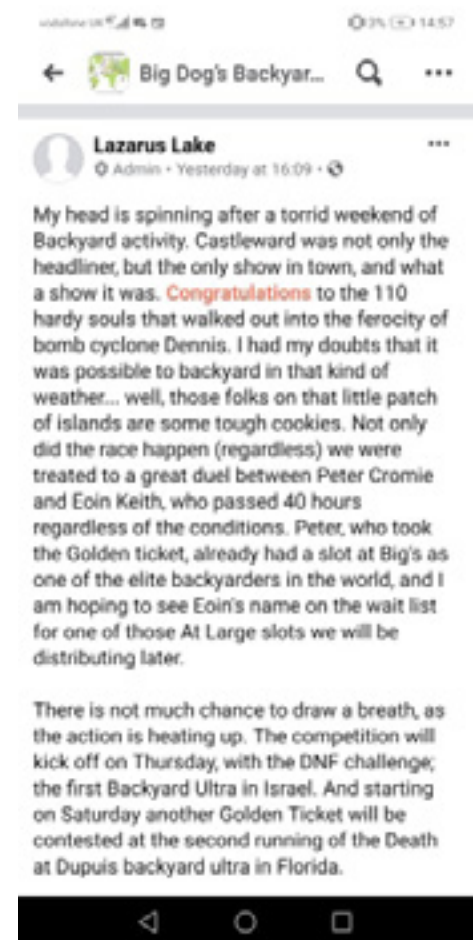 vodafone UK 3% 14:57
Big Dog's Backyar...
Lazarus Lake
Admin • Yesterday at 16:09 •
My head is spinning after a torrid weekend of
Backyard activity. Castleward was not only the
headliner, but the only show in town, and what
a show it was. Congratulations to the 110
hardy souls that walked out into the ferocity of
bomb cyclone Dennis. I had my doubts that it
was possible to backyard in that kind of
weather... well, those folks on that little patch
of islands are some tough cookies. Not only
did the race happen (regardless) we were
treated to a great duel between Peter Cromie
and Eoin Keith, who passed 40 hours
regardless of the conditions. Peter, who took
the Golden ticket, already had a slot at Big's as
one of the elite backyarders in the world, and I
am hoping to see Eoin's name on the wait list
for one of those At Large slots we will be
distributing later.
There is not much chance to draw a breath, as
the action is heating up. The competition will
kick off on Thursday, with the DNF challenge;
the first Backyard Ultra in Israel. And starting
on Saturday another Golden Ticket will be
contested at the second running of the Death
at Dupuis backyard ultra in Florida.